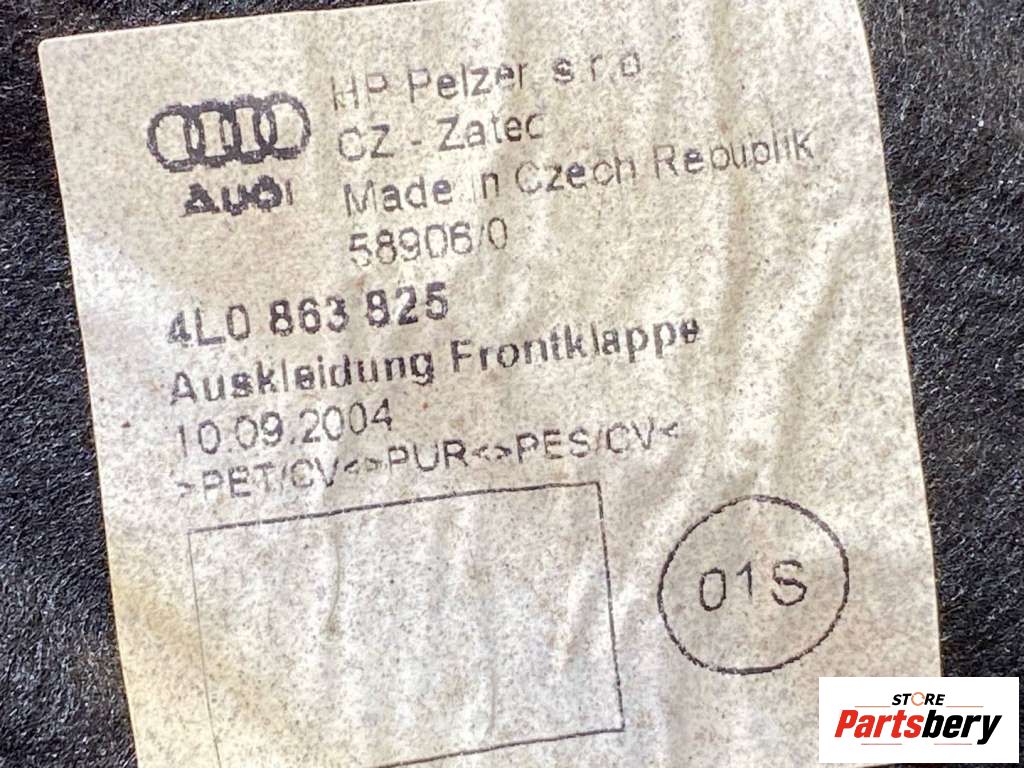 HP Pelzer s.r.o
CZ - Zatec
AUDI
Made in Czech Republik
58906/0
4L0 863 825
Auskleidung Frontklappe
10.09.2004
>PET/CV<>PUR<>PES/CV<
01S
STORE
Partsbery